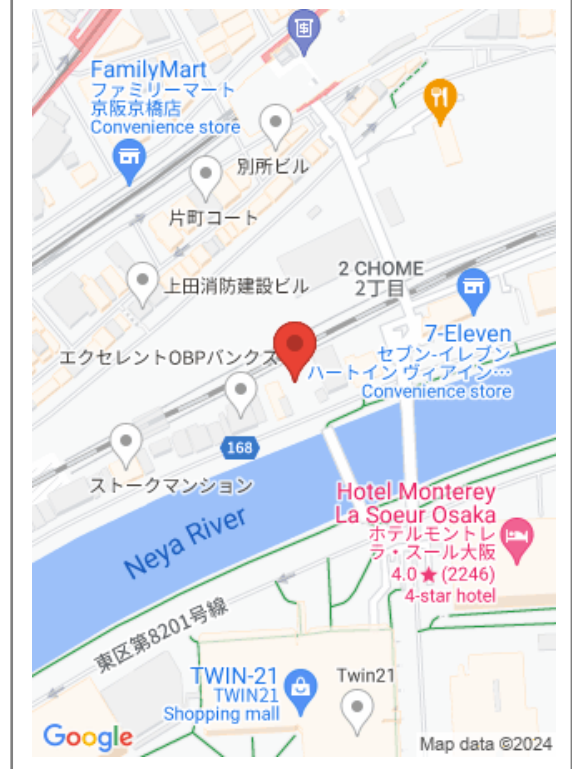 FamilyMart
ファミリーマート
京阪京橋店
Convenience store
別所ビル
片町コート
2 CHOME
2丁目
上田消防建設ビル
7-Eleven
セブン-イレブン
ハートイン ヴィアイン…
Convenience store
エクセレントOBPバンクス
168
ストークマンション
Neya River
Hotel Monterey
La Soeur Osaka
ホテルモントレ
ラ・スール大阪
4.0★(2246)
4-star hotel
東区第8201号線
TWIN-21
TWIN21
Shopping mall
Twin21
Google
Map data ©2024